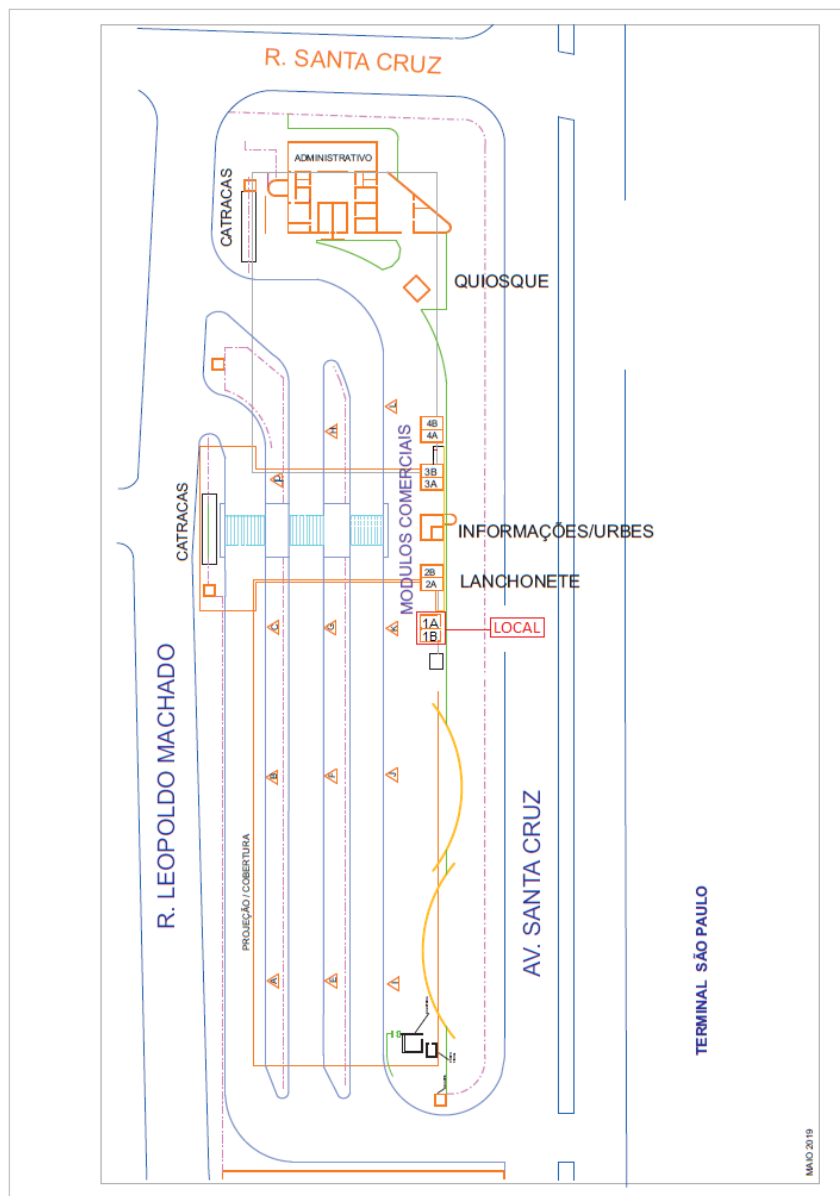 R. SANTA CRUZ
ADMINISTRATIVO
CATRACAS
QUIOSQUE
L
H
4B
4A
D
3B
3A
MODULOS COMERCIAIS
CATRACAS
INFORMAÇÕES/URBES
2B
2A
LANCHONETE
C
G
K
1A
1B
LOCAL
R. LEOPOLDO MACHADO
B
F
J
PROJEÇÃO / COBERTURA
AV. SANTA CRUZ
A
E
I
TERMINAL SÃO PAULO
MAIO 2019